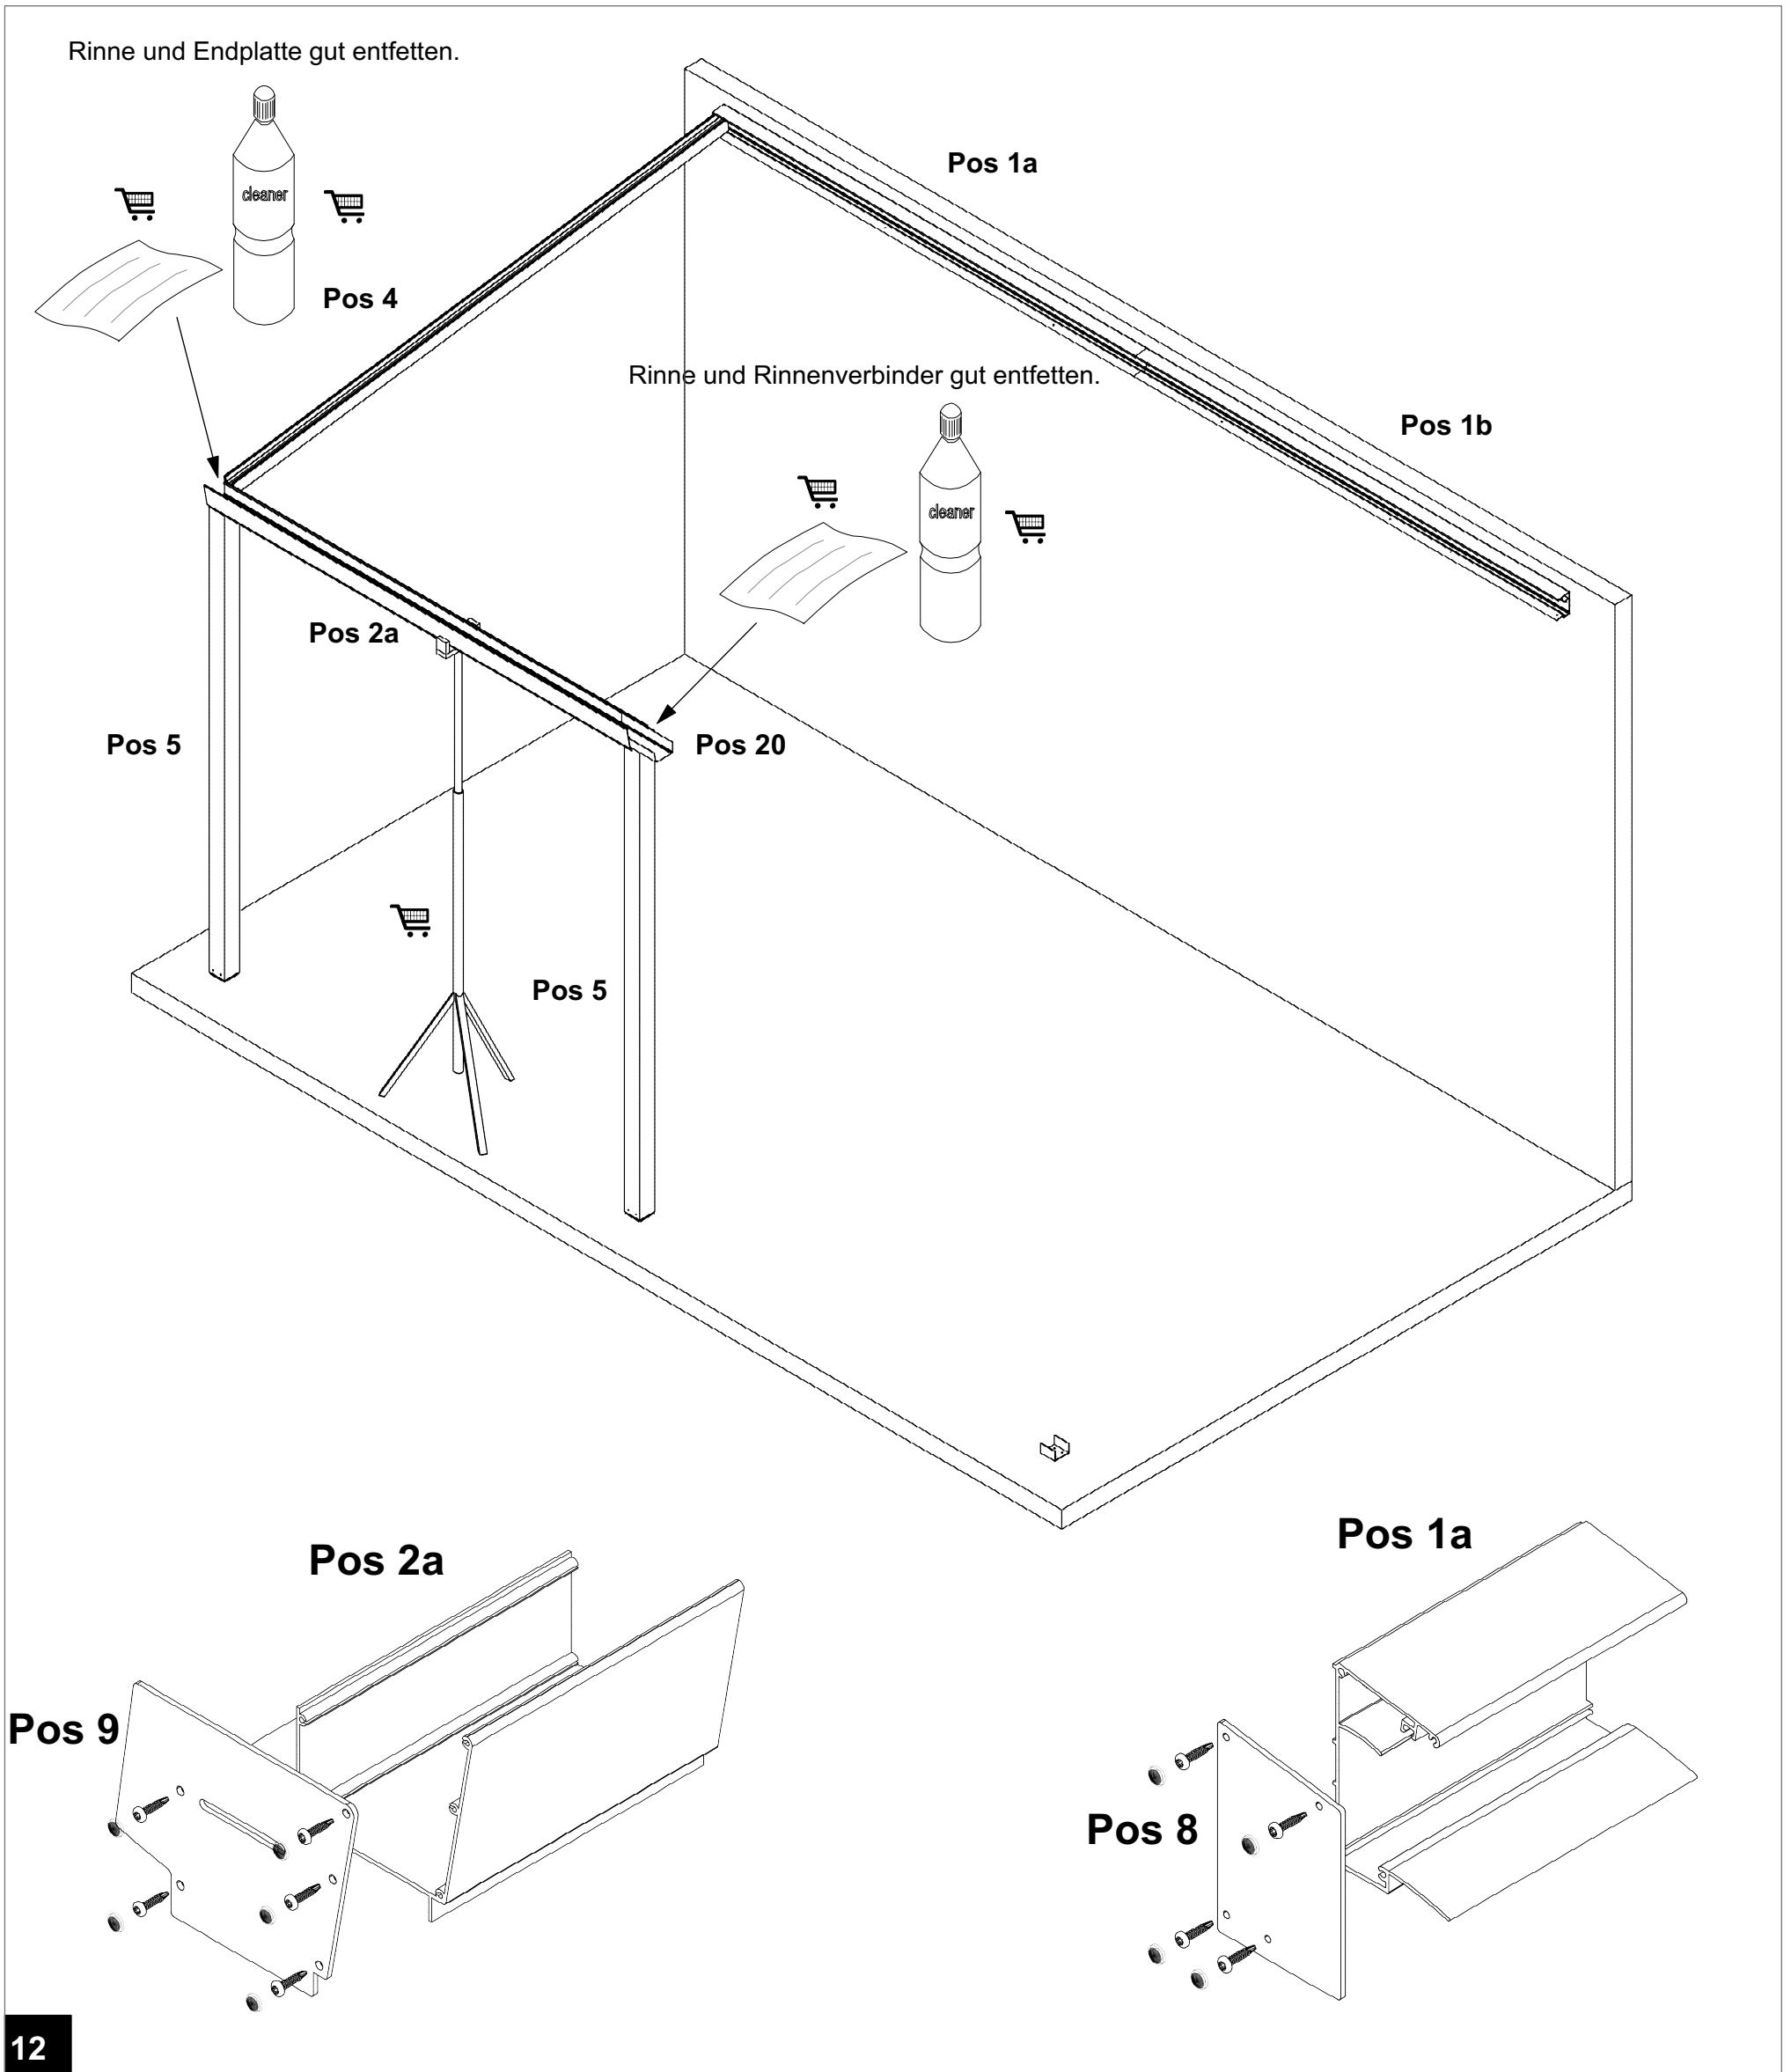 Rinne und Endplatte gut entfetten.
Pos 1a
cleaner
Pos 4
Rinne und Rinnenverbinder gut entfetten.
Pos 1b
cleaner
Pos 2a
Pos 5
Pos 20
Pos 5
Pos 2a
Pos 1a
Pos 9
Pos 8
12